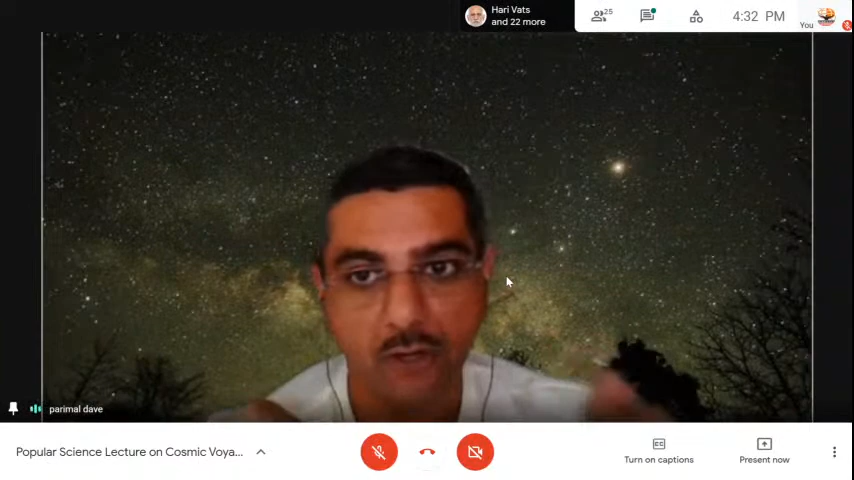 Hari Vats
and 22 more
25
4:32 PM
You
parimal dave
Popular Science Lecture on Cosmic Voya...
CC
Turn on captions
Present now